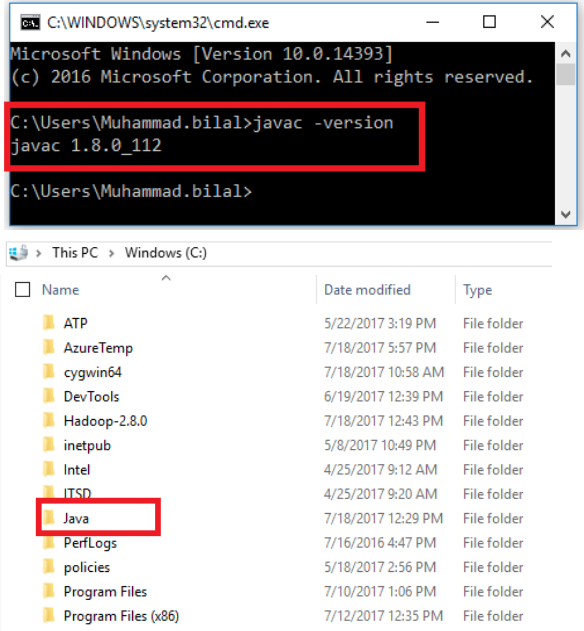 C:\WINDOWS\system32\cmd.exe
Microsoft Windows [Version 10.0.14393]
(c) 2016 Microsoft Corporation. All rights reserved.
C:\Users\Muhammad.bilal>javac -version
javac 1.8.0_112
C:\Users\Muhammad.bilal>
This PC > Windows (C:)
Name Date modified Type
ATP 5/22/2017 3:19 PM File folder
AzureTemp 7/18/2017 5:57 PM File folder
cygwin64 7/18/2017 10:58 AM File folder
DevTools 6/19/2017 12:39 PM File folder
Hadoop-2.8.0 7/18/2017 12:43 PM File folder
inetpub 5/8/2017 10:49 PM File folder
Intel 4/25/2017 9:12 AM File folder
ITSD 4/25/2017 9:20 AM File folder
Java 7/18/2017 12:29 PM File folder
PerfLogs 7/16/2016 4:47 PM File folder
policies 5/18/2017 2:56 PM File folder
Program Files 7/10/2017 1:06 PM File folder
Program Files (x86) 7/12/2017 12:35 PM File folder